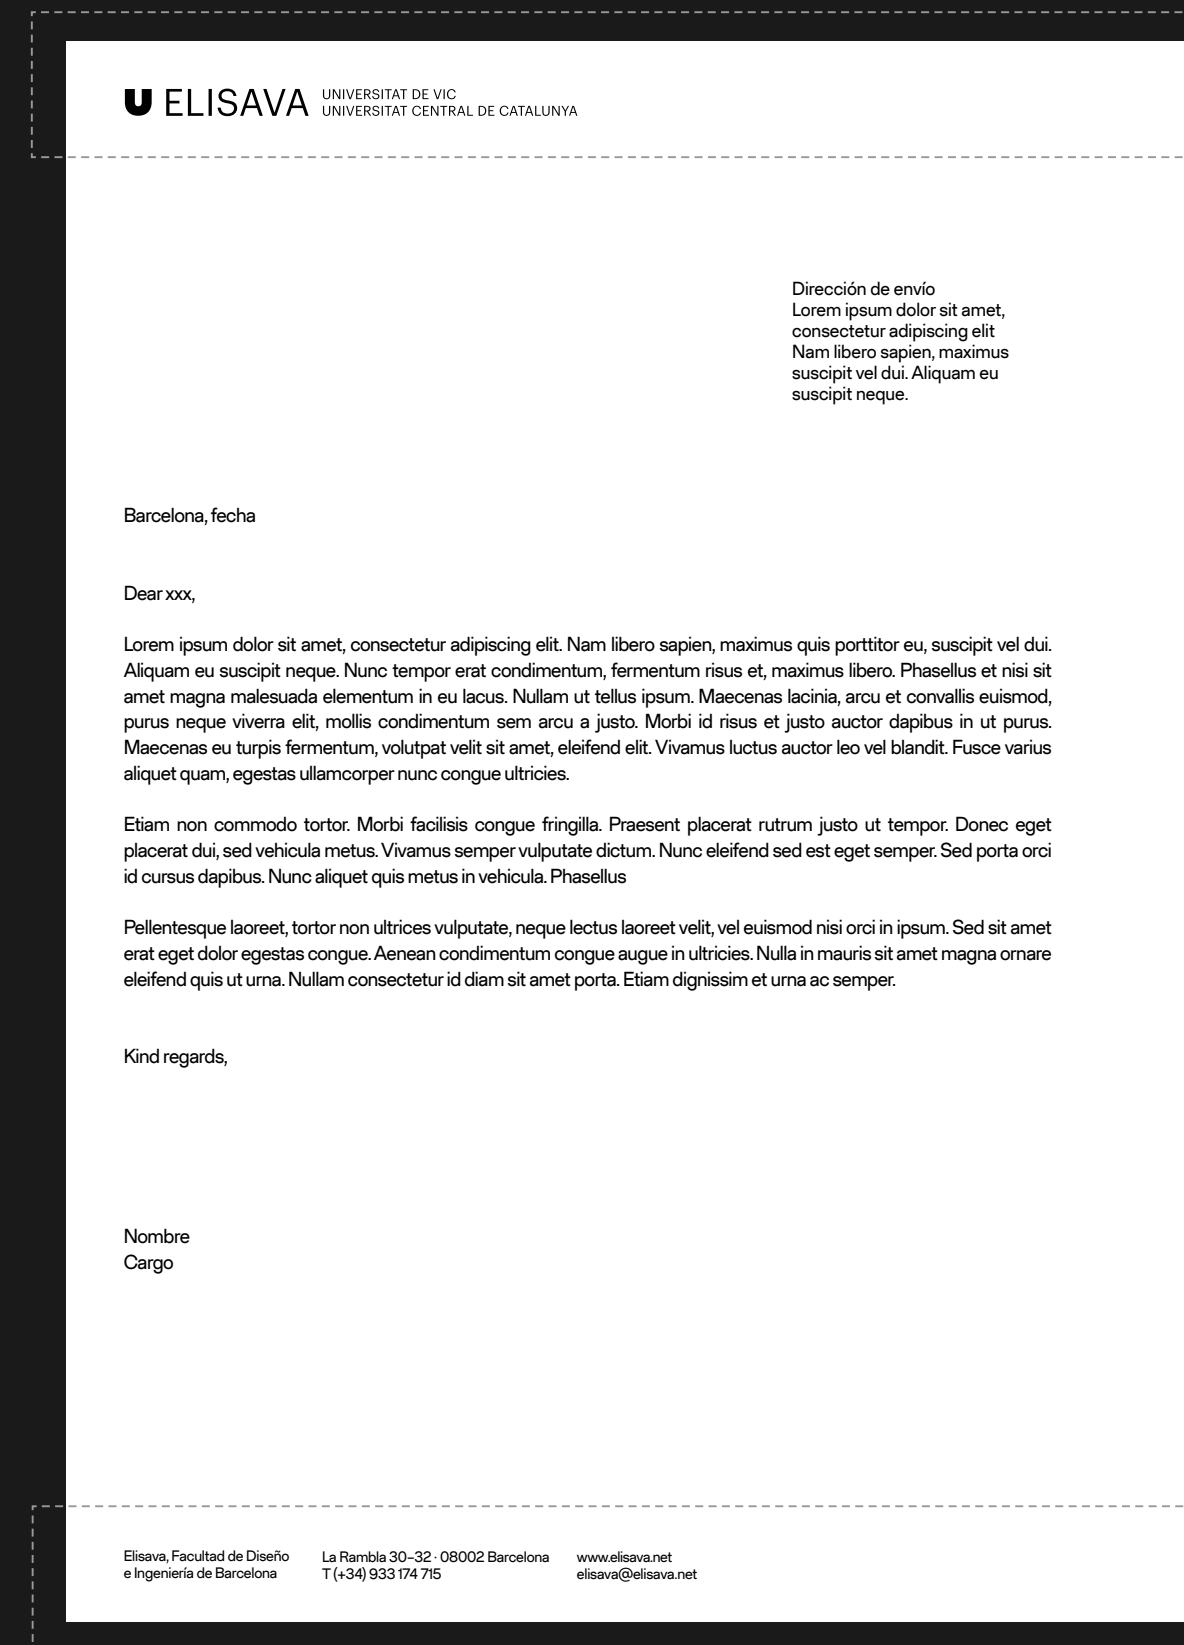 U ELISAVA
UNIVERSITAT DE VIC
UNIVERSITAT CENTRAL DE CATALUNYA
Dirección de envío
Lorem ipsum dolor sit amet,
consectetur adipiscing elit
Nam libero sapien, maximus
suscipit vel dui. Aliquam eu
suscipit neque.
Barcelona, fecha
Dear xxx,
Lorem ipsum dolor sit amet, consectetur adipiscing elit. Nam libero sapien, maximus quis porttitor eu, suscipit vel dui.
Aliquam eu suscipit neque. Nunc tempor erat condimentum, fermentum risus et, maximus libero. Phasellus et nisi sit
amet magna malesuada elementum in eu lacus. Nullam ut tellus ipsum. Maecenas lacinia, arcu et convallis euismod,
purus neque viverra elit, mollis condimentum sem arcu a justo. Morbi id risus et justo auctor dapibus in ut purus.
Maecenas eu turpis fermentum, volutpat velit sit amet, eleifend elit. Vivamus luctus auctor leo vel blandit. Fusce varius
aliquet quam, egestas ullamcorper nunc congue ultricies.
Etiam non commodo tortor. Morbi facilisis congue fringilla. Praesent placerat rutrum justo ut tempor. Donec eget
placerat dui, sed vehicula metus. Vivamus semper vulputate dictum. Nunc eleifend sed est eget semper. Sed porta orci
id cursus dapibus. Nunc aliquet quis metus in vehicula. Phasellus
Pellentesque laoreet, tortor non ultrices vulputate, neque lectus laoreet velit, vel euismod nisi orci in ipsum. Sed sit amet
erat eget dolor egestas congue. Aenean condimentum congue augue in ultricies. Nulla in mauris sit amet magna ornare
eleifend quis ut urna. Nullam consectetur id diam sit amet porta. Etiam dignissim et urna ac semper.
Kind regards,
Nombre
Cargo
Elisava, Facultad de Diseño
e Ingeniería de Barcelona
La Rambla 30–32 · 08002 Barcelona
T (+34) 933 174 715
www.elisava.net
elisava@elisava.net